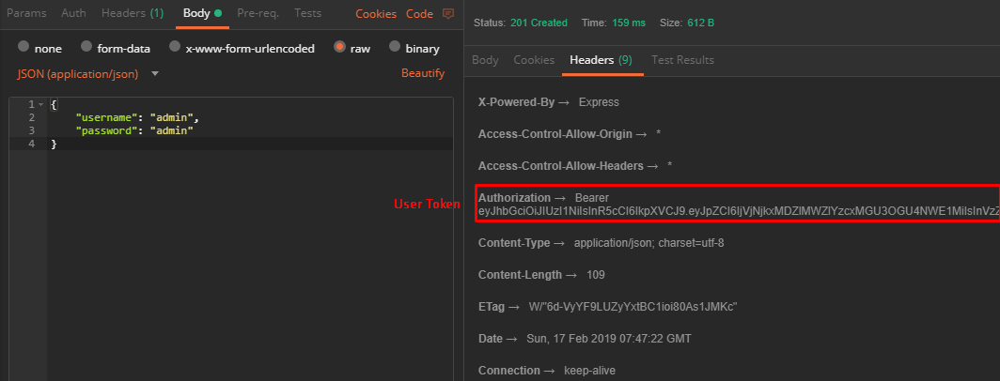 Params Auth Headers (1) Body Pre-req. Tests Cookies Code
none form-data x-www-form-urlencoded raw binary
JSON (application/json) Beautify
1 {
2 "username": "admin",
3 "password": "admin"
4 }
User Token
Status: 201 Created Time: 159 ms Size: 612 B
Body Cookies Headers (9) Test Results
X-Powered-By → Express
Access-Control-Allow-Origin → *
Access-Control-Allow-Headers → *
Authorization → Bearer
Content-Type → application/json; charset=utf-8
Content-Length → 109
ETag → W/"6d-VyYF9LUZyYxtBC1ioi80As1JMKc"
Date → Sun, 17 Feb 2019 07:47:22 GMT
Connection → keep-alive